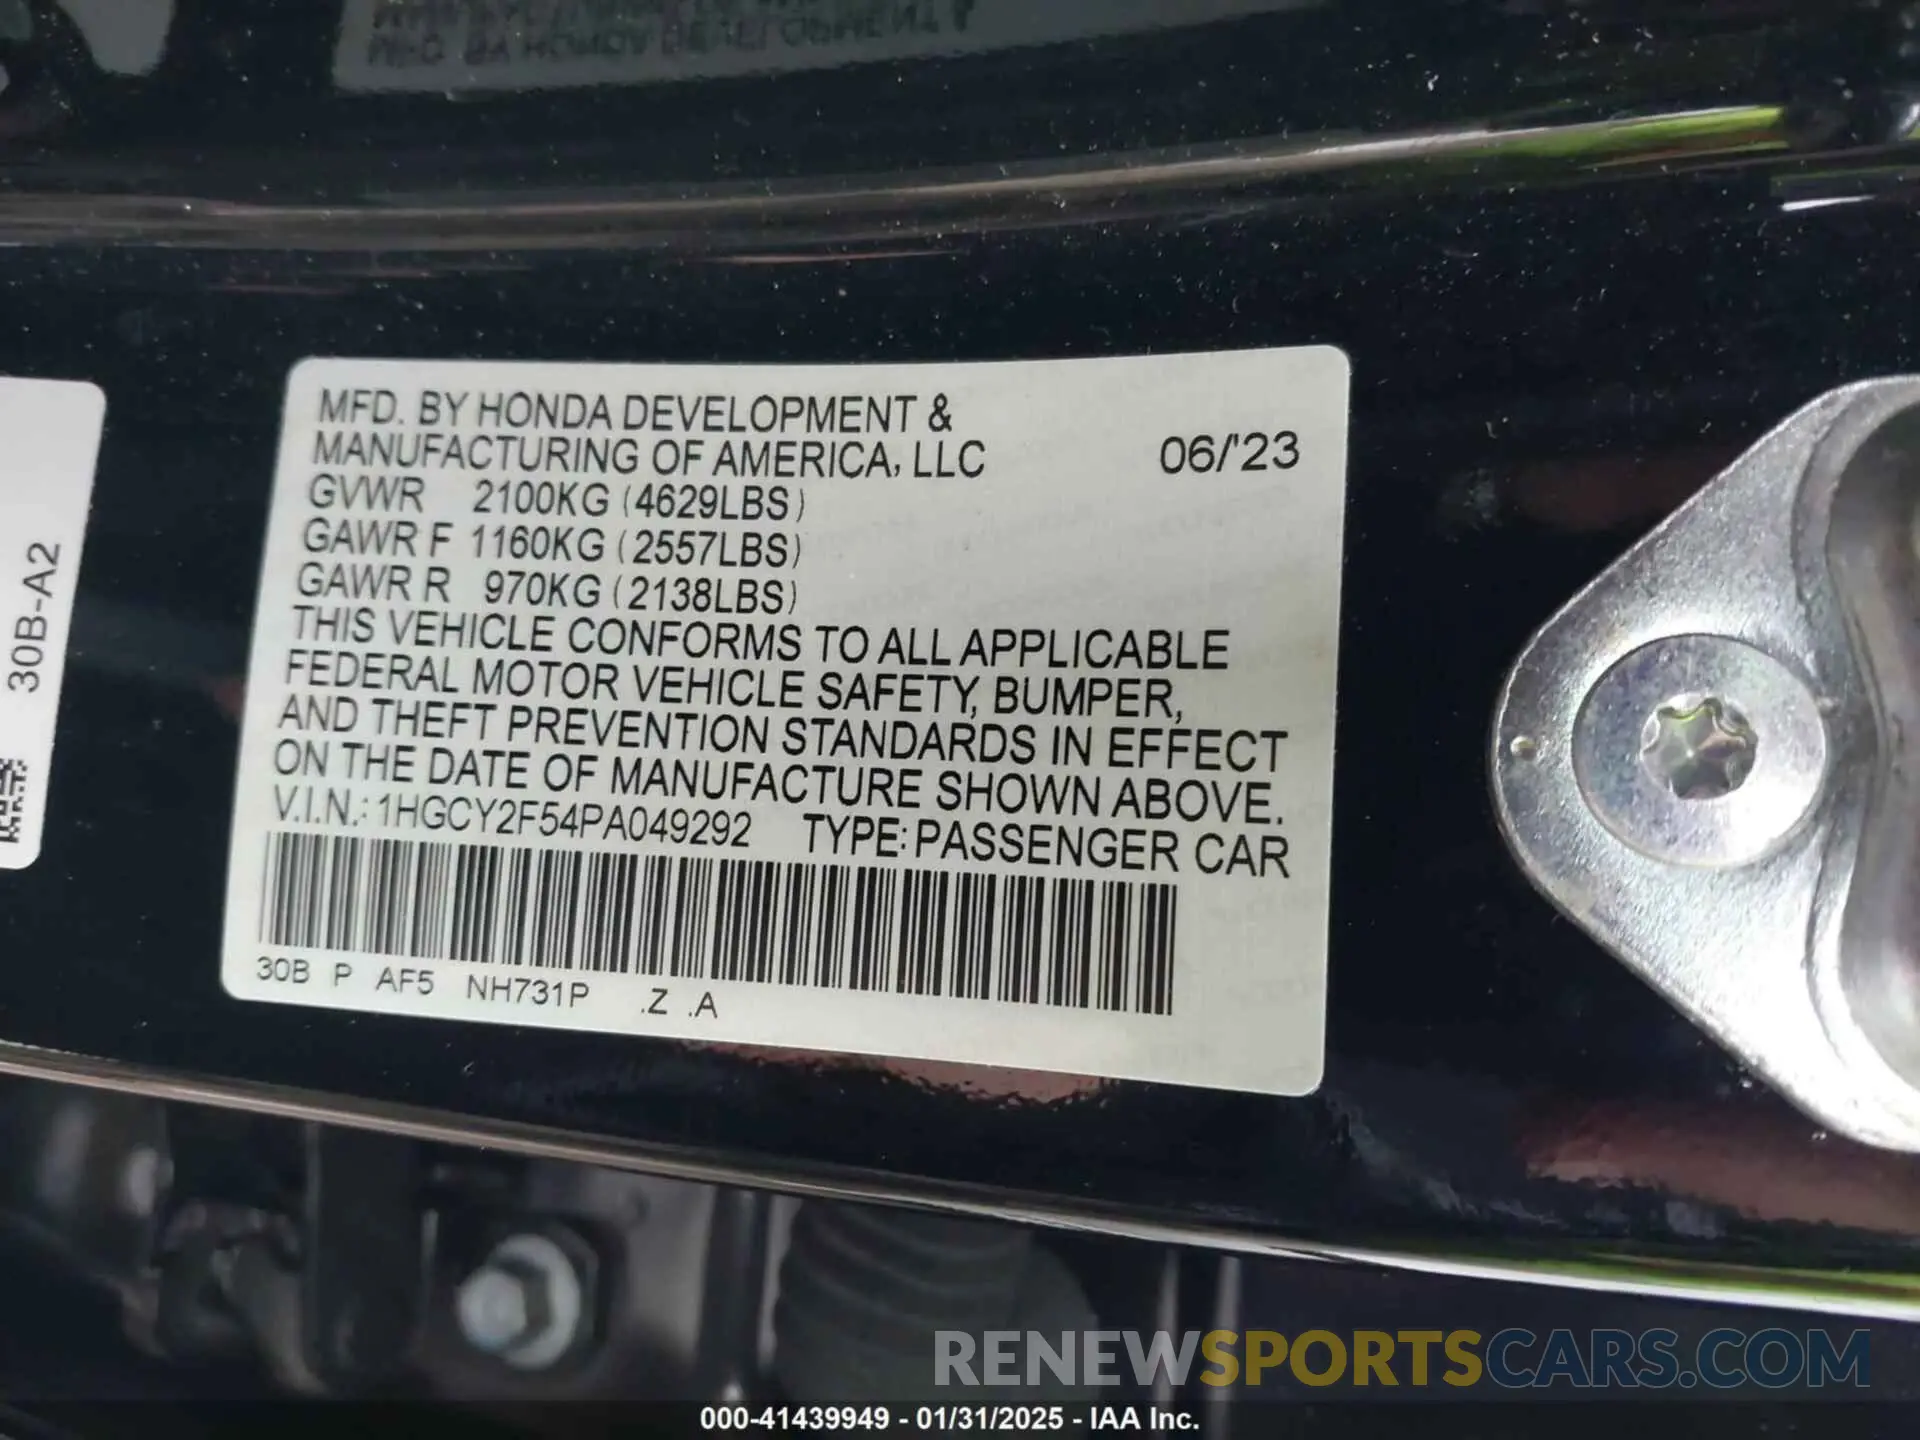 MFD. BY HONDA DEVELOPMENT &
MANUFACTURING OF AMERICA, LLC 06/'23
GVWR 2100KG (4629LBS)
GAWR F 1160KG (2557LBS)
GAWR R 970KG (2138LBS)
THIS VEHICLE CONFORMS TO ALL APPLICABLE
FEDERAL MOTOR VEHICLE SAFETY, BUMPER,
AND THEFT PREVENTION STANDARDS IN EFFECT
ON THE DATE OF MANUFACTURE SHOWN ABOVE.
V.I.N.: 1HGCY2F54PA049292 TYPE: PASSENGER CAR
30B P AF5 NH731P .Z .A
30B-A2
RENEWSPORTSCARS.COM
000-41439949 - 01/31/2025 - IAA Inc.